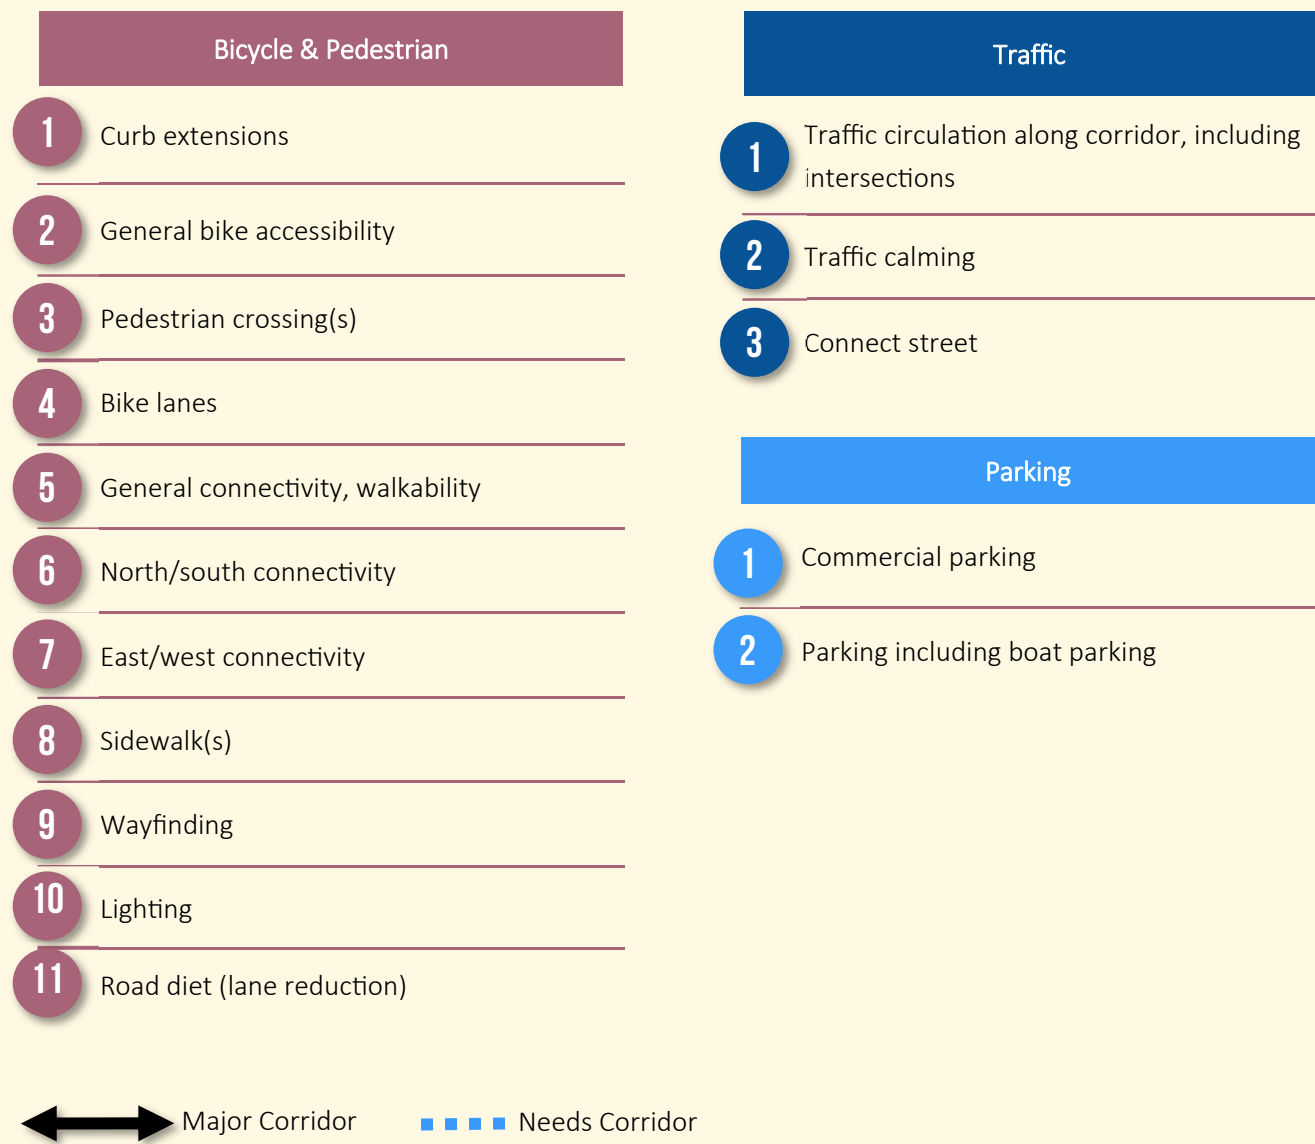 Bicycle & Pedestrian
1 Curb extensions
2 General bike accessibility
3 Pedestrian crossing(s)
4 Bike lanes
5 General connectivity, walkability
6 North/south connectivity
7 East/west connectivity
8 Sidewalk(s)
9 Wayfinding
10 Lighting
11 Road diet (lane reduction)
Traffic
1 Traffic circulation along corridor, including
intersections
2 Traffic calming
3 Connect street
Parking
1 Commercial parking
2 Parking including boat parking
Major Corridor
Needs Corridor